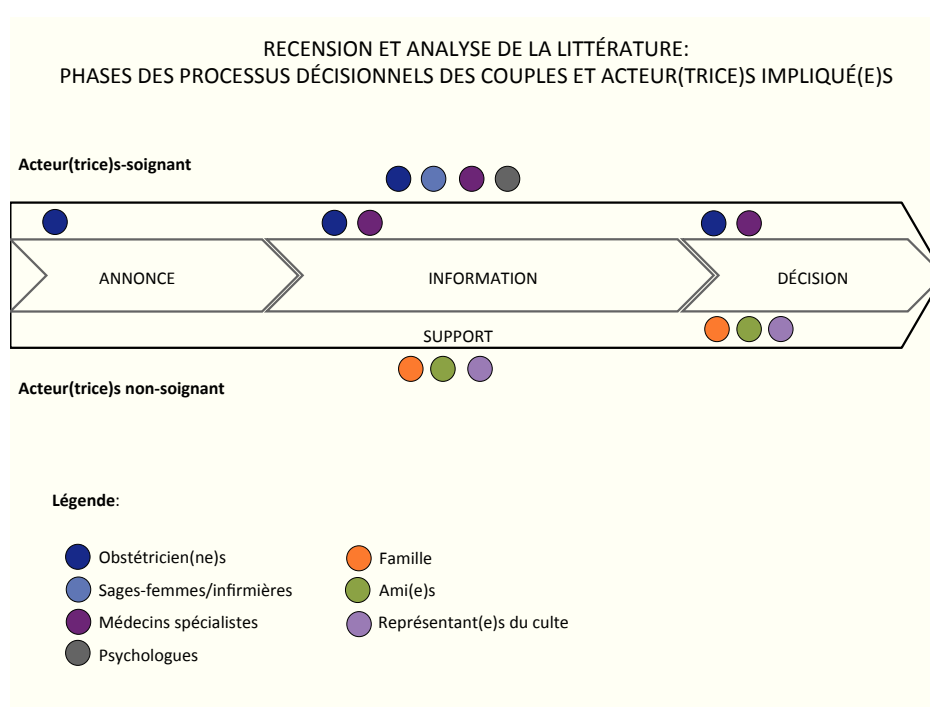 RECENSION ET ANALYSE DE LA LITTÉRATURE:
PHASES DES PROCESSUS DÉCISIONNELS DES COUPLES ET ACTEUR(TRICE)S IMPLIQUÉ(E)S
Acteur(trice)s-soignant
ANNONCE
INFORMATION
DÉCISION
SUPPORT
Acteur(trice)s non-soignant
Légende:
Obstétricien(ne)s
Sages-femmes/infirmières
Médecins spécialistes
Psychologues
Famille
Ami(e)s
Représentant(e)s du culte